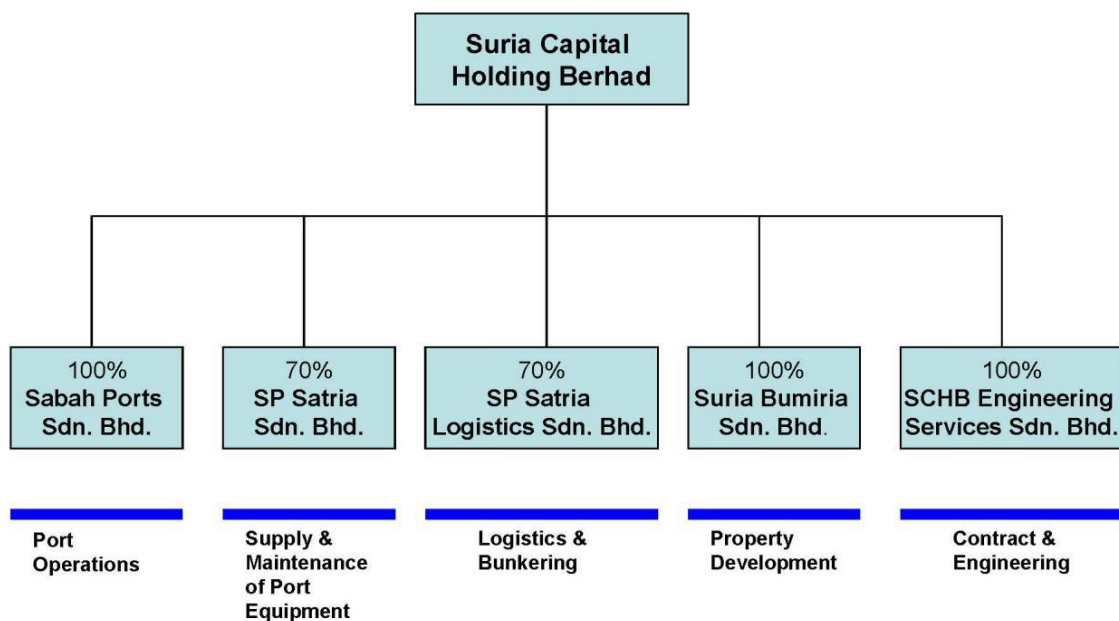 Suria Capital
Holding Berhad
100%
Sabah Ports
Sdn. Bhd.
70%
SP Satria
Sdn. Bhd.
70%
SP Satria
Logistics Sdn. Bhd.
100%
Suria Bumiria
Sdn. Bhd.
100%
SCHB Engineering
Services Sdn. Bhd.
Port
Operations
Supply &
Maintenance
of Port
Equipment
Logistics &
Bunkering
Property
Development
Contract &
Engineering